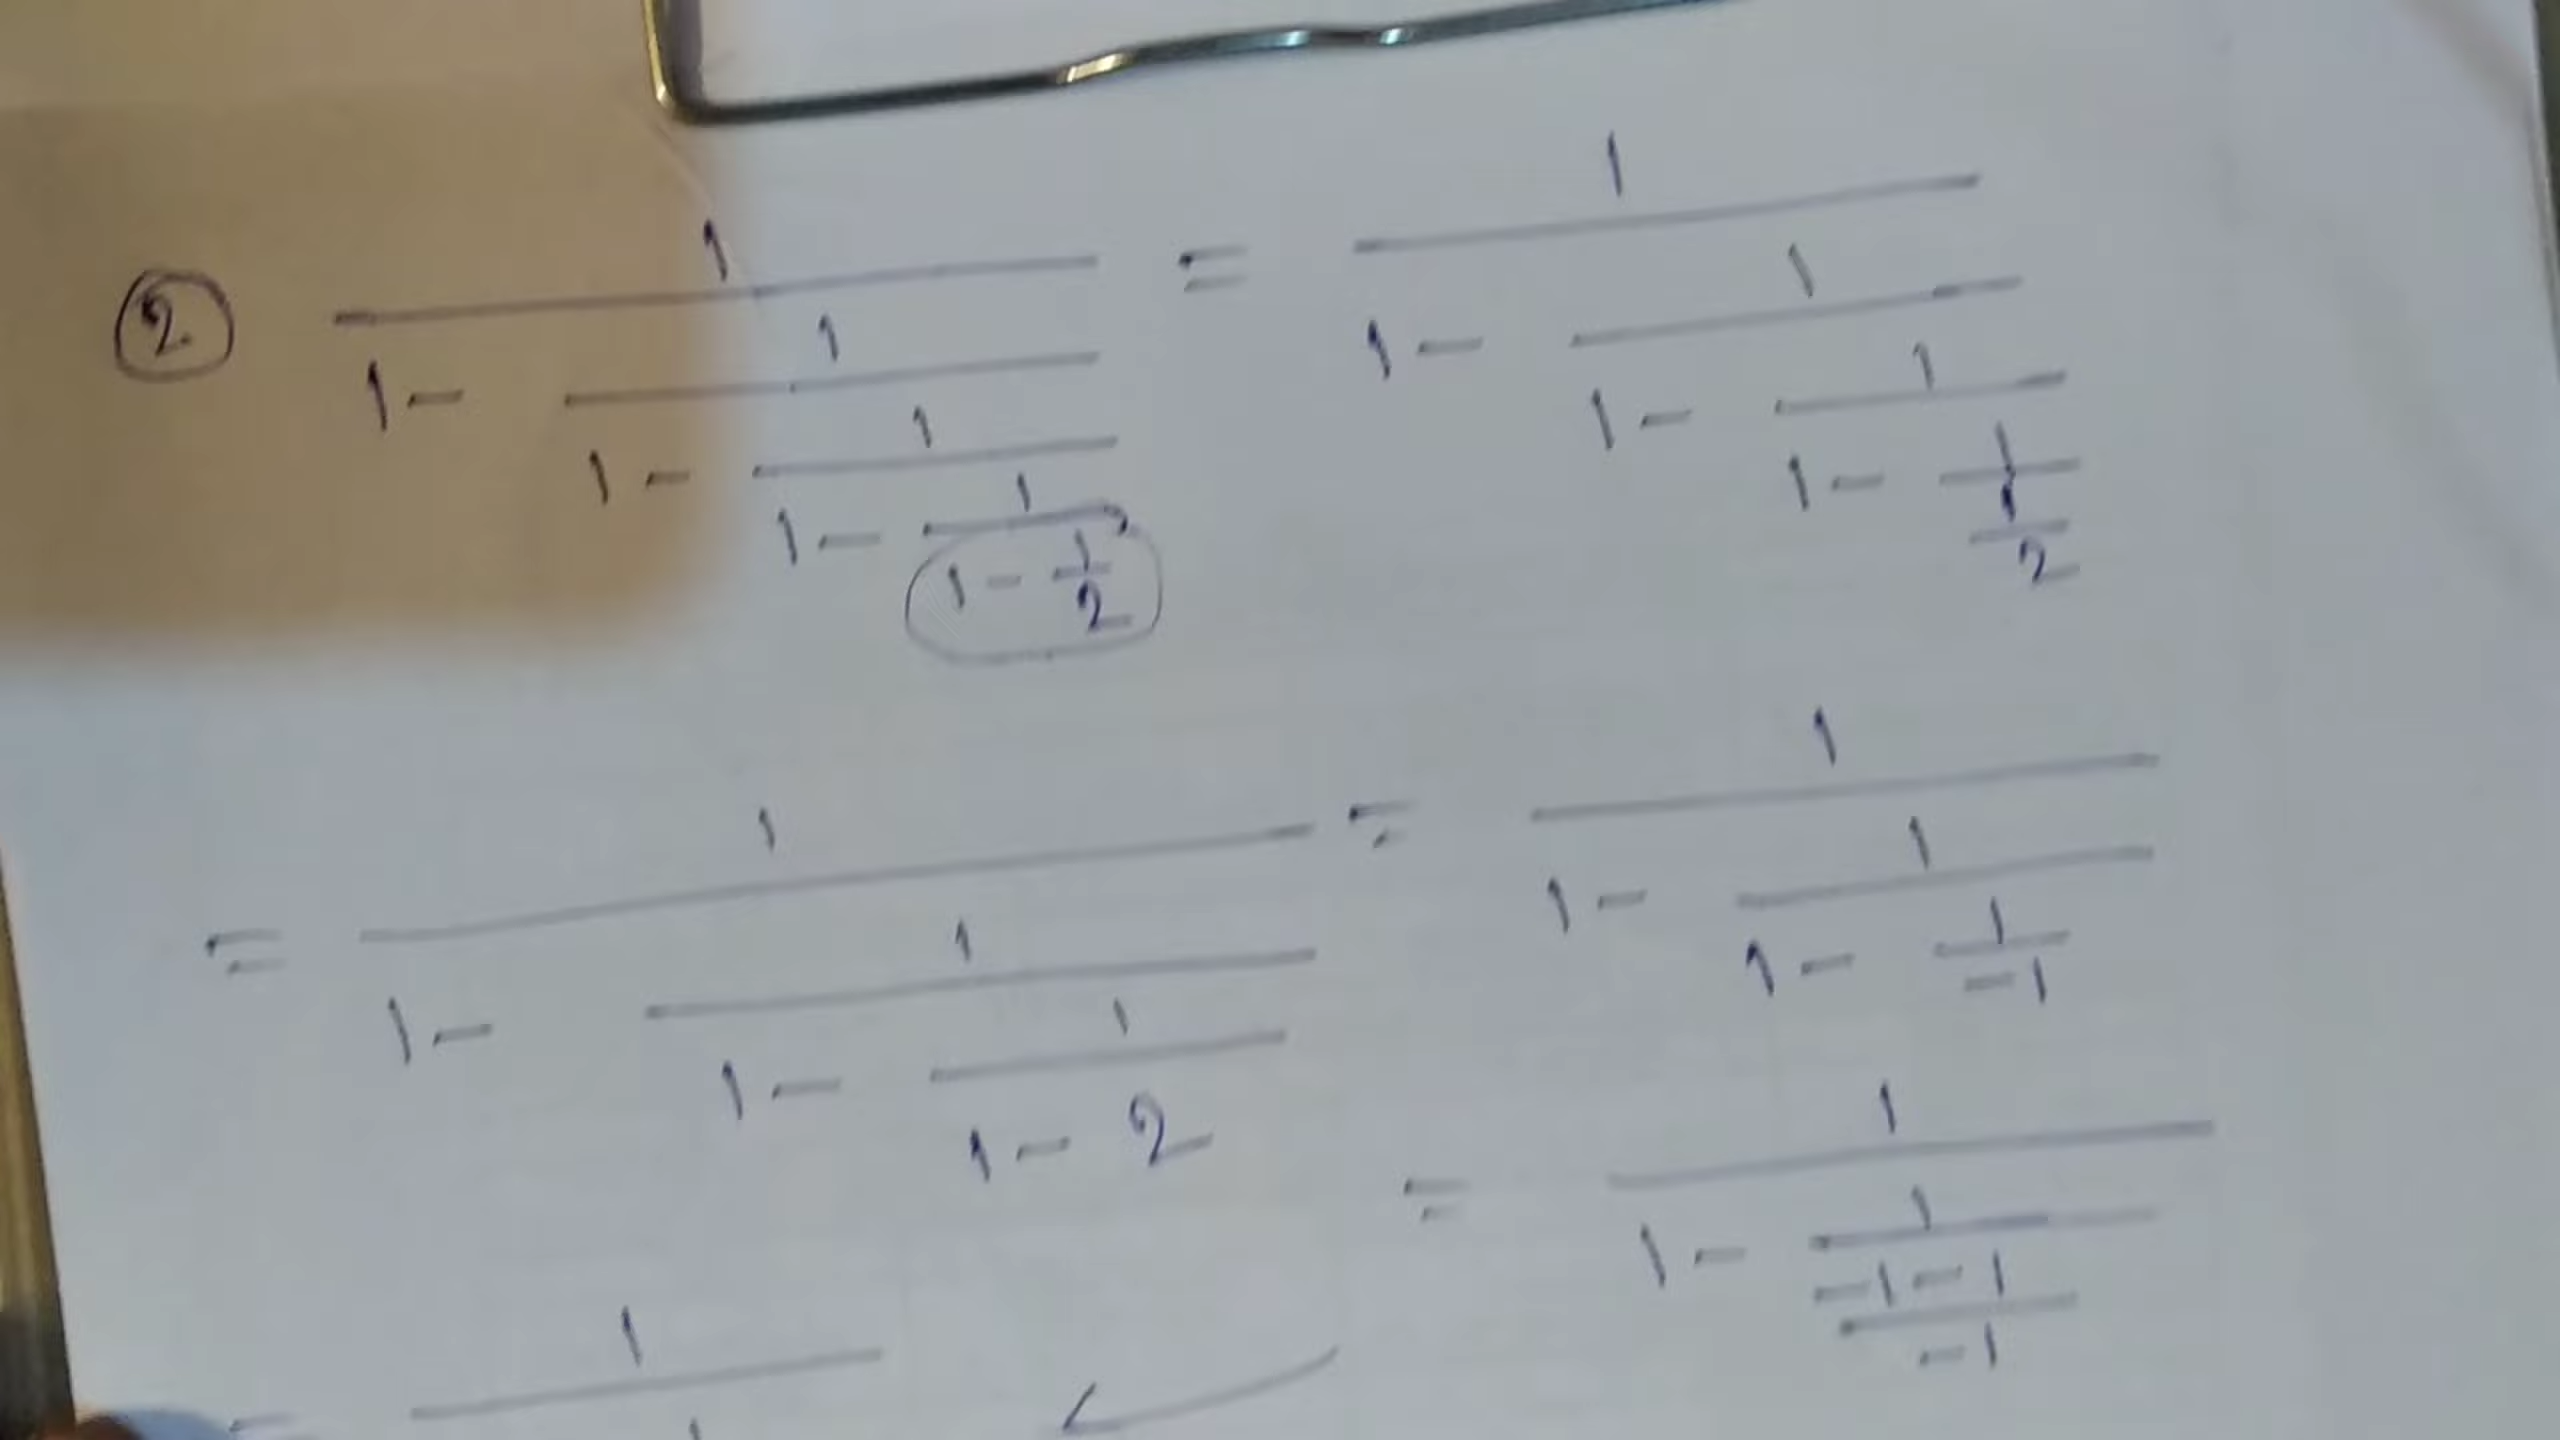 ② 1/(1 - 1/(1 - 1/(1 - 1/(1 - 1/2)))) = 1/(1 - 1/(1 - 1/(1 - 1/(1/2))))
= 1/(1 - 1/(1 - 1/(1 - 2))) = 1/(1 - 1/(1 - 1/(-1)))
= 1/(1 - 1/((-1 - 1)/(-1)))
= 1/